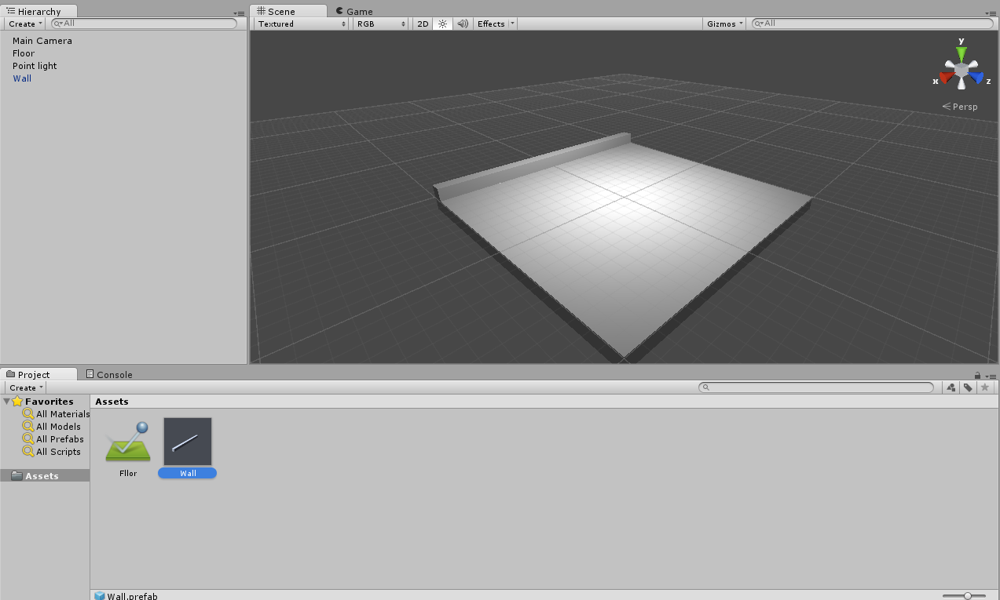 Hierarchy
Create All
Main Camera
Floor
Point light
Wall
Scene Game
Textured RGB 2D Effects Gizmos All
y
x z
Persp
Project Console
Create
Favorites
All Materials
All Models
All Prefabs
All Scripts
Assets
Assets
Fllor Wall
Wall.prefab